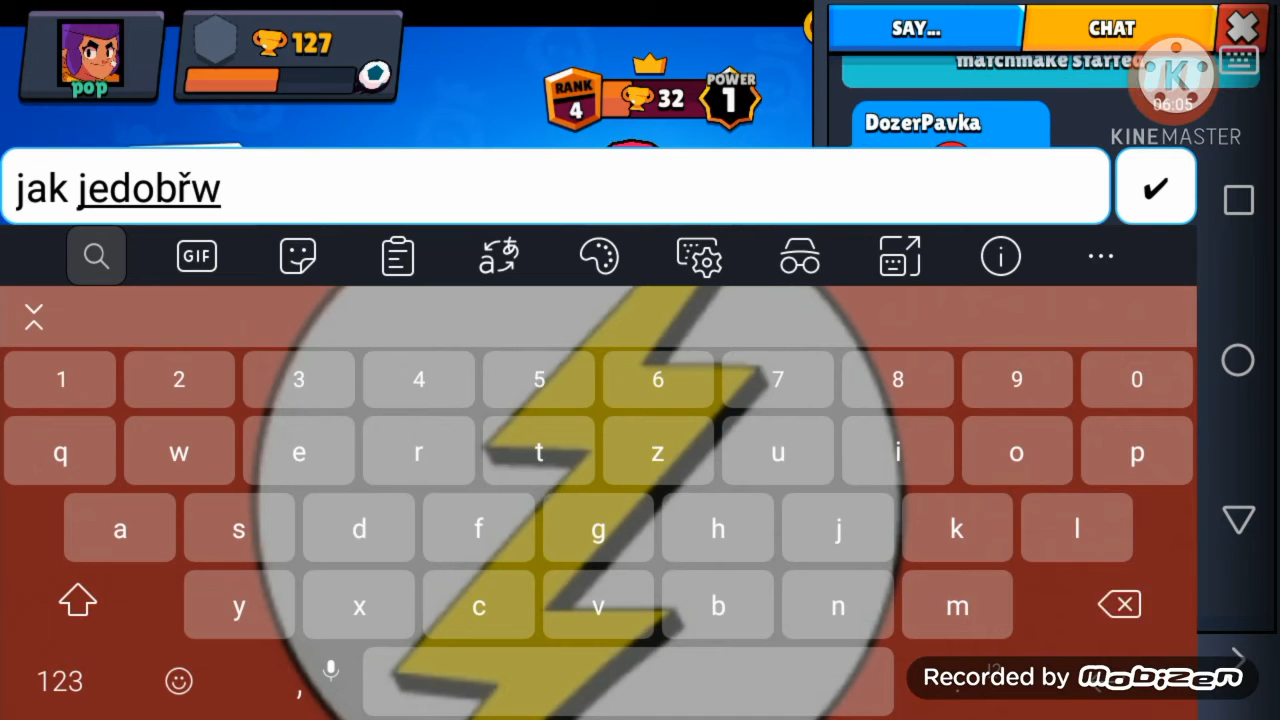 SAY...
CHAT
127
pop
RANK
4
32
POWER
1
matchmake started
06:05
DozerPavka
KINEMASTER
jak jedobřw
GIF
1 2 3 4 5 6 7 8 9 0
q w e r t z u i o p
a s d f g h j k l
y x c v b n m
123 ,
Recorded by Mobizen